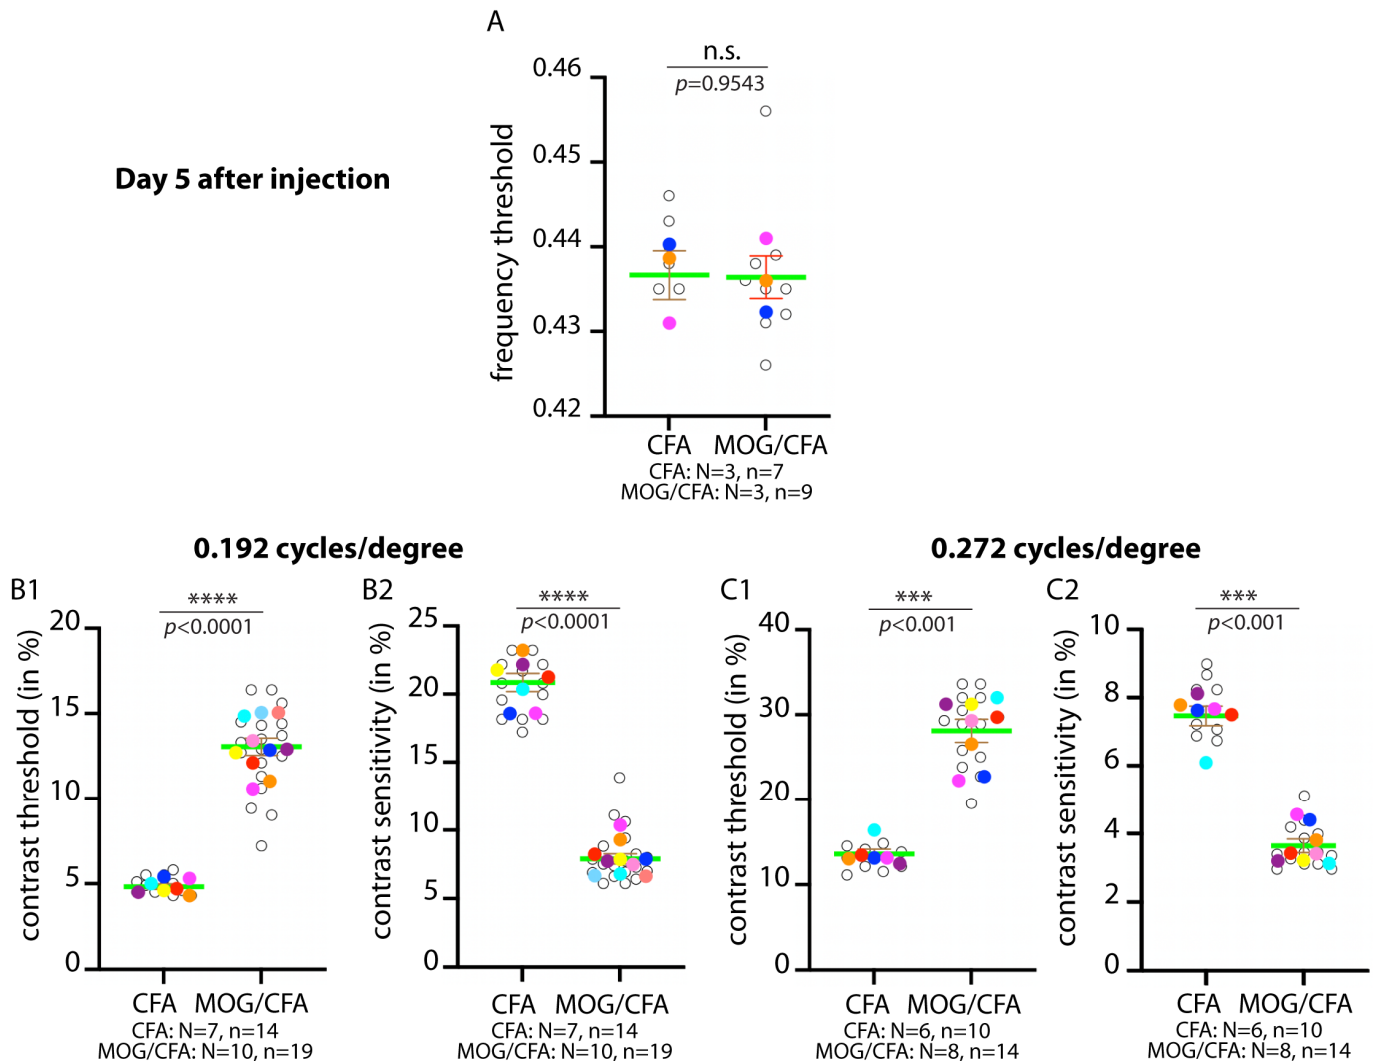 A
n.s.
p=0.9543
Day 5 after injection
frequency threshold
0.46
0.45
0.44
0.43
0.42
CFA MOG/CFA
CFA: N=3, n=7
MOG/CFA: N=3, n=9
0.192 cycles/degree
0.272 cycles/degree
B1
****
p<0.0001
contrast threshold (in %)
20
15
10
5
0
CFA MOG/CFA
CFA: N=7, n=14
MOG/CFA: N=10, n=19
B2
****
p<0.0001
contrast sensitivity (in %)
25
20
15
10
5
0
CFA MOG/CFA
CFA: N=7, n=14
MOG/CFA: N=10, n=19
C1
***
p<0.001
contrast threshold (in %)
40
30
20
10
0
CFA MOG/CFA
CFA: N=6, n=10
MOG/CFA: N=8, n=14
C2
***
p<0.001
contrast sensitivity (in %)
10
8
6
4
2
0
CFA MOG/CFA
CFA: N=6, n=10
MOG/CFA: N=8, n=14